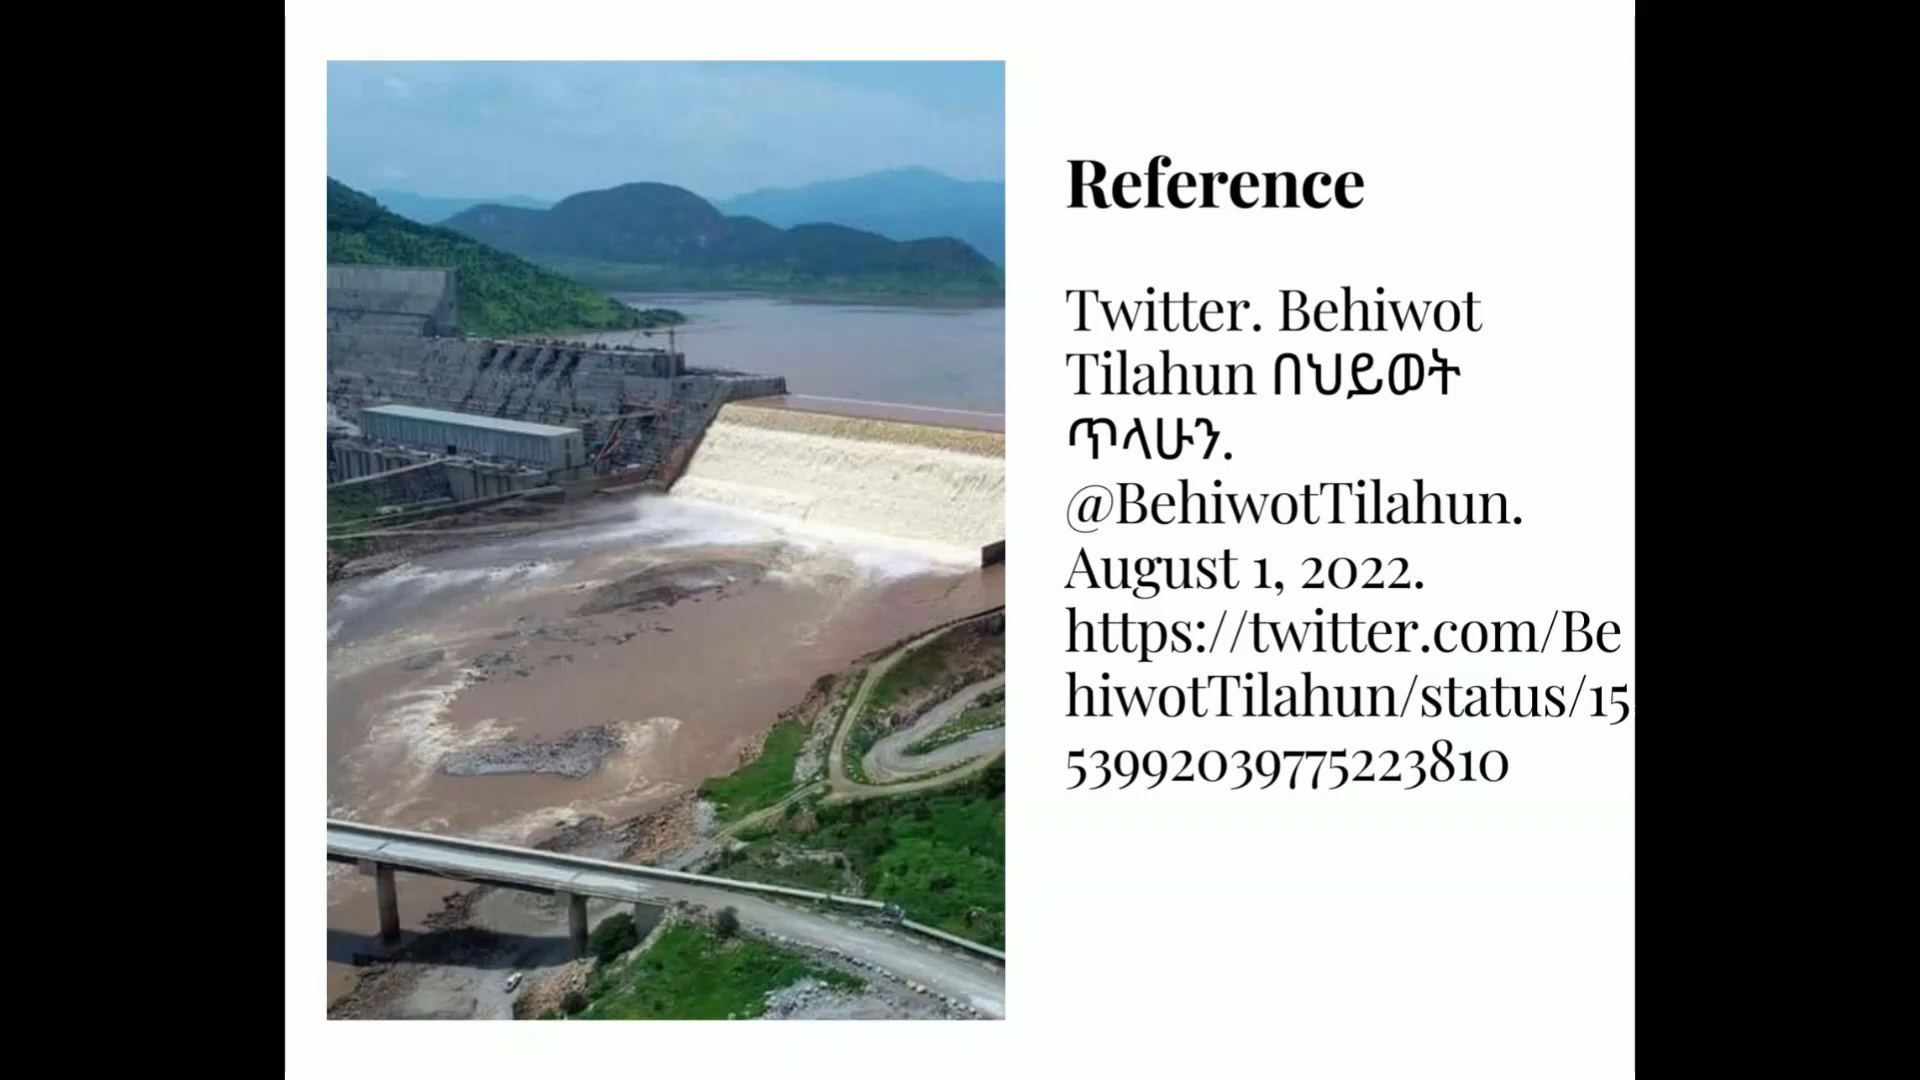 Reference
Twitter. Behiwot
Tilahun በህይወት
ጥላሁን.
@BehiwotTilahun.
August 1, 2022.
https://twitter.com/Be
hiwotTilahun/status/15
53992039775223810